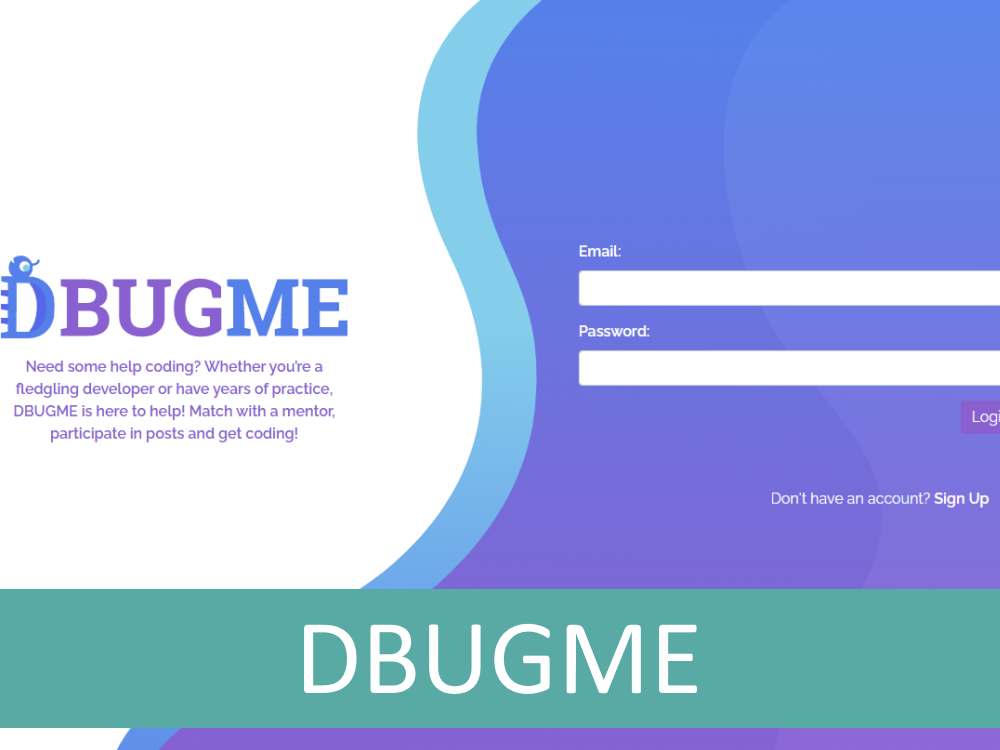 DBUGME
Need some help coding? Whether you're a
fledgling developer or have years of practice,
DBUGME is here to help! Match with a mentor,
participate in posts and get coding!
Email:
Password:
Logi
Don't have an account? Sign Up
DBUGME